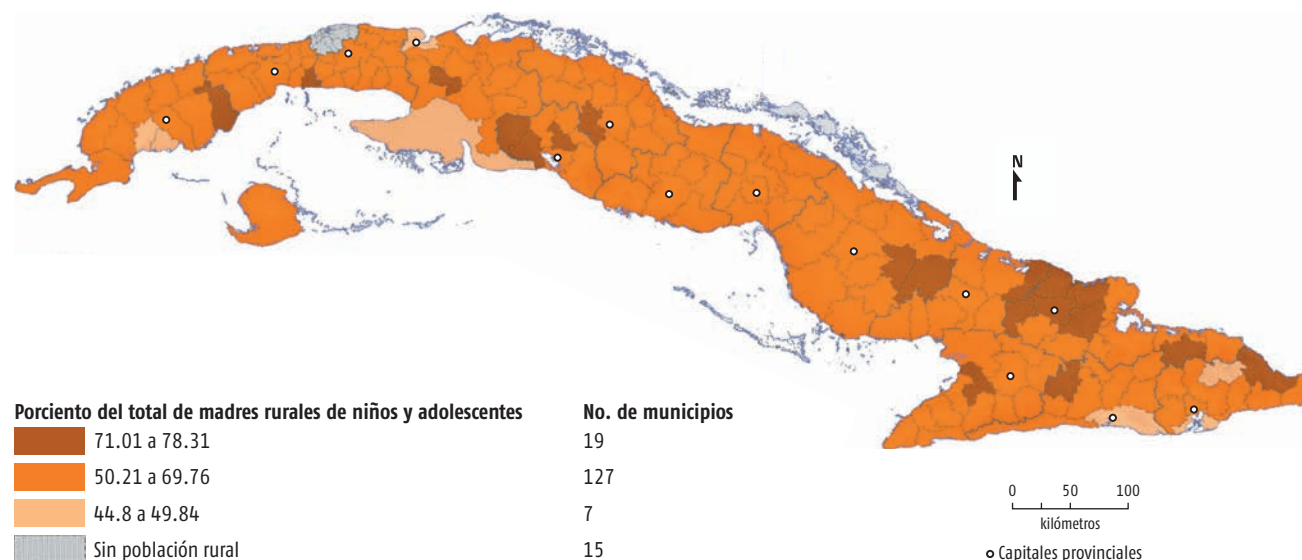 N
Porciento del total de madres rurales de niños y adolescentes No. de municipios
71.01 a 78.31 19
50.21 a 69.76 127
44.8 a 49.84 7
Sin población rural 15
0 50 100
kilómetros
Capitales provinciales